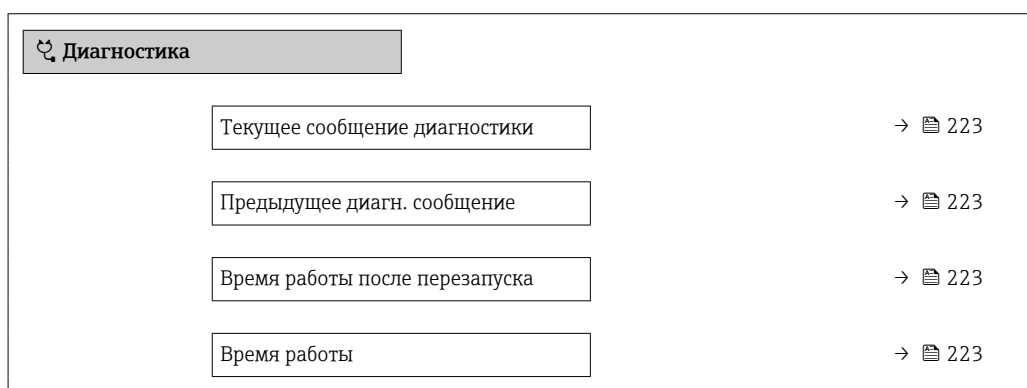 Диагностика
Текущее сообщение диагностики → 223
Предыдущее диагн. сообщение → 223
Время работы после перезапуска → 223
Время работы → 223